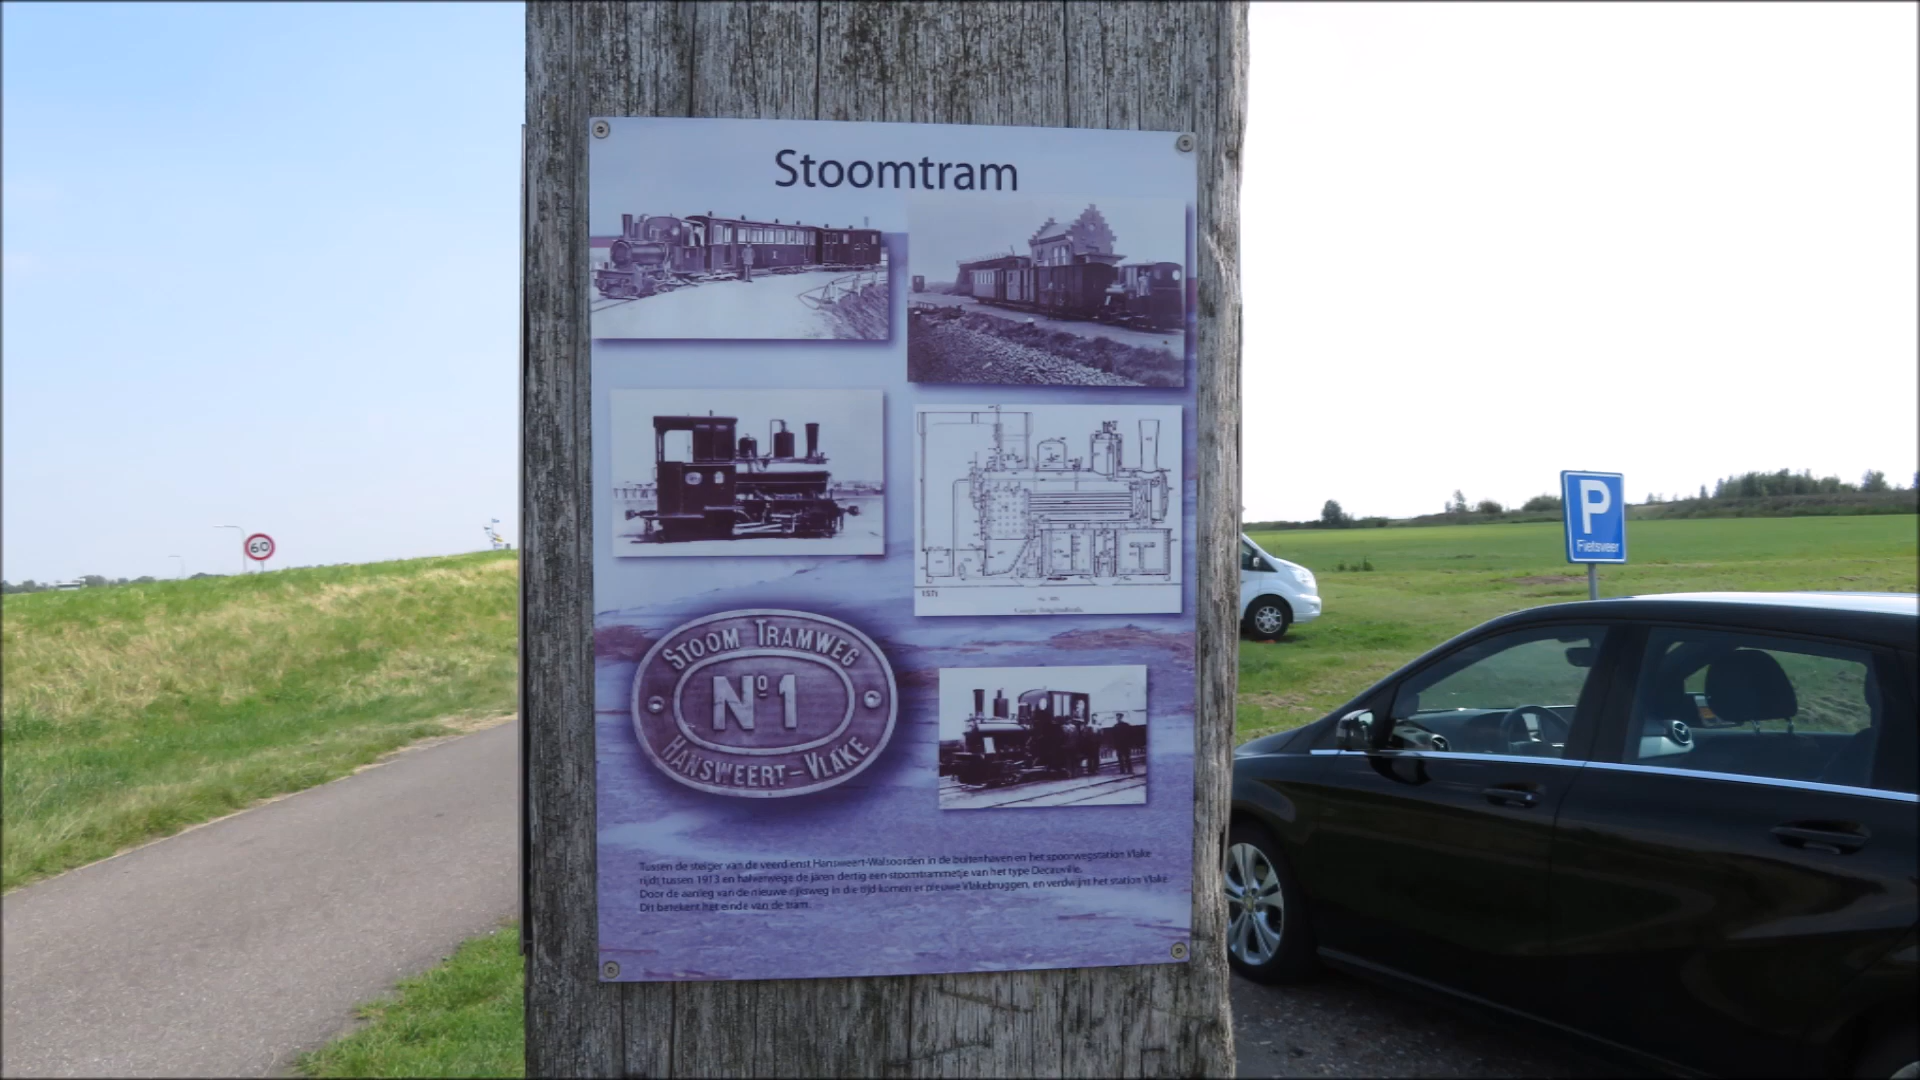 Stoomtram
157t
STOOM TRAMWEG
Nº1
HANSWEERT-VLAKE
Tussen de steiger van de veerdienst Hansweert-Walsoorden in de buitenhaven en het spoorwegstation Vlake
rijdt tussen 1913 en halverwege de jaren dertig een stoomtrammetje van het type Decauville.
Door de aanleg van de nieuwe rijksweg in die tijd komen er nieuwe Vlakebruggen, en verdwijnt het station Vlake.
Dit betekent het einde van de tram.
60
P
Fietsveer